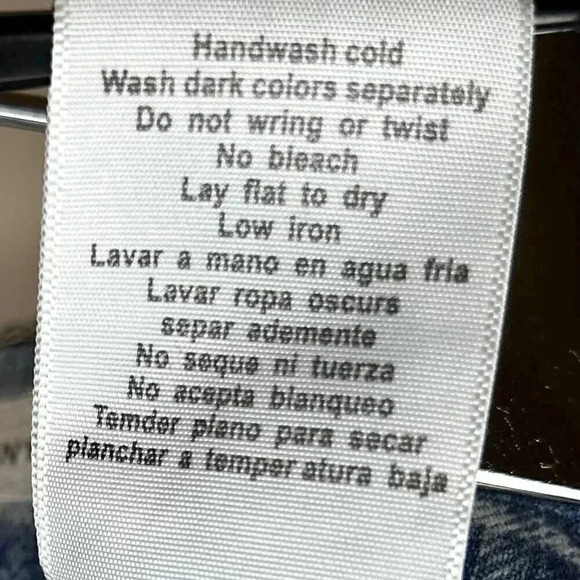 Handwash cold
Wash dark colors separately
Do not wring or twist
No bleach
Lay flat to dry
Low iron
Lavar a mano en agua fria
Lavar ropa oscurs
separ ademente
No seque ni tuerza
No acepta blanqueo
Temder plano para secar
planchar a temper atura baja